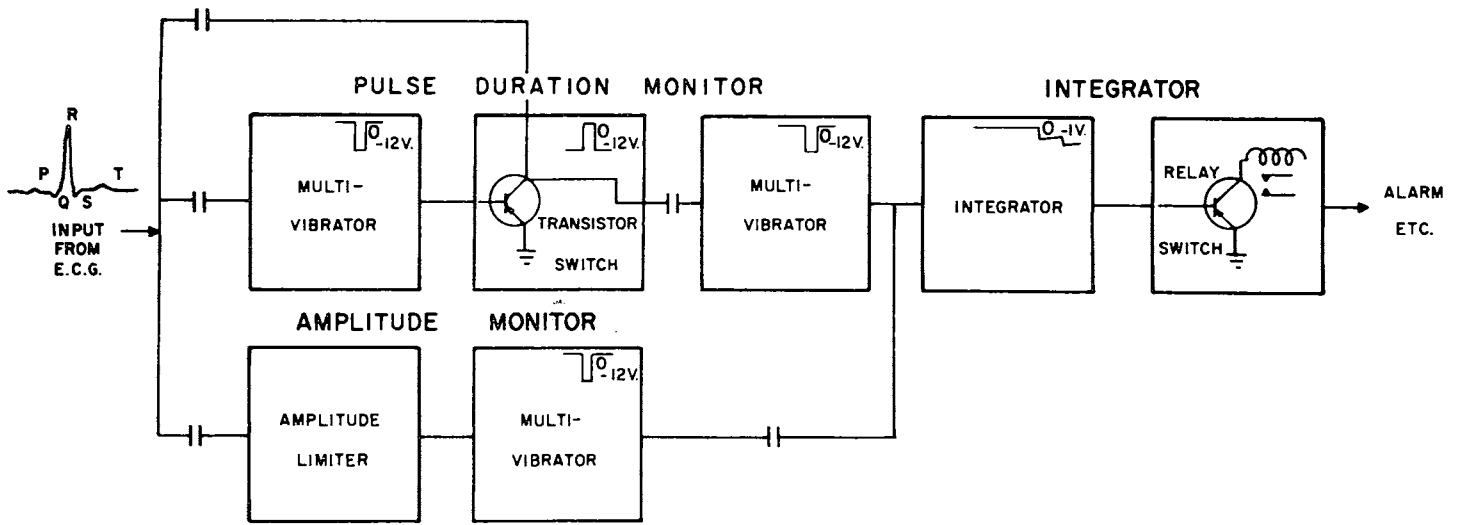 PULSE DURATION MONITOR
INTEGRATOR
R
P
T
Q
S
INPUT
FROM
E.C.G.
0
-12V.
MULTI-
VIBRATOR
0
-12V.
TRANSISTOR
SWITCH
0
-12V.
MULTI-
VIBRATOR
0 -1V.
INTEGRATOR
RELAY
SWITCH
ALARM
ETC.
AMPLITUDE MONITOR
AMPLITUDE
LIMITER
0
-12V.
MULTI-
VIBRATOR